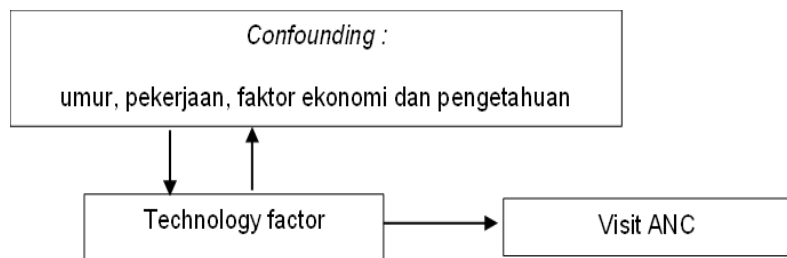 Confounding :
umur, pekerjaan, faktor ekonomi dan pengetahuan
Technology factor
Visit ANC